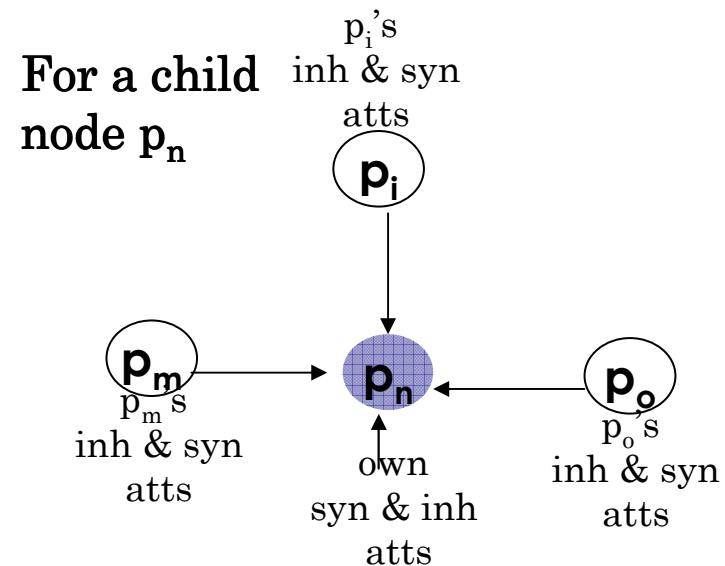 For a child
node pₙ
pᵢ's
inh & syn
atts
pᵢ
pₘ
pₘ's
inh & syn
atts
pₙ
own
syn & inh
atts
pₒ
pₒ's
inh & syn
atts